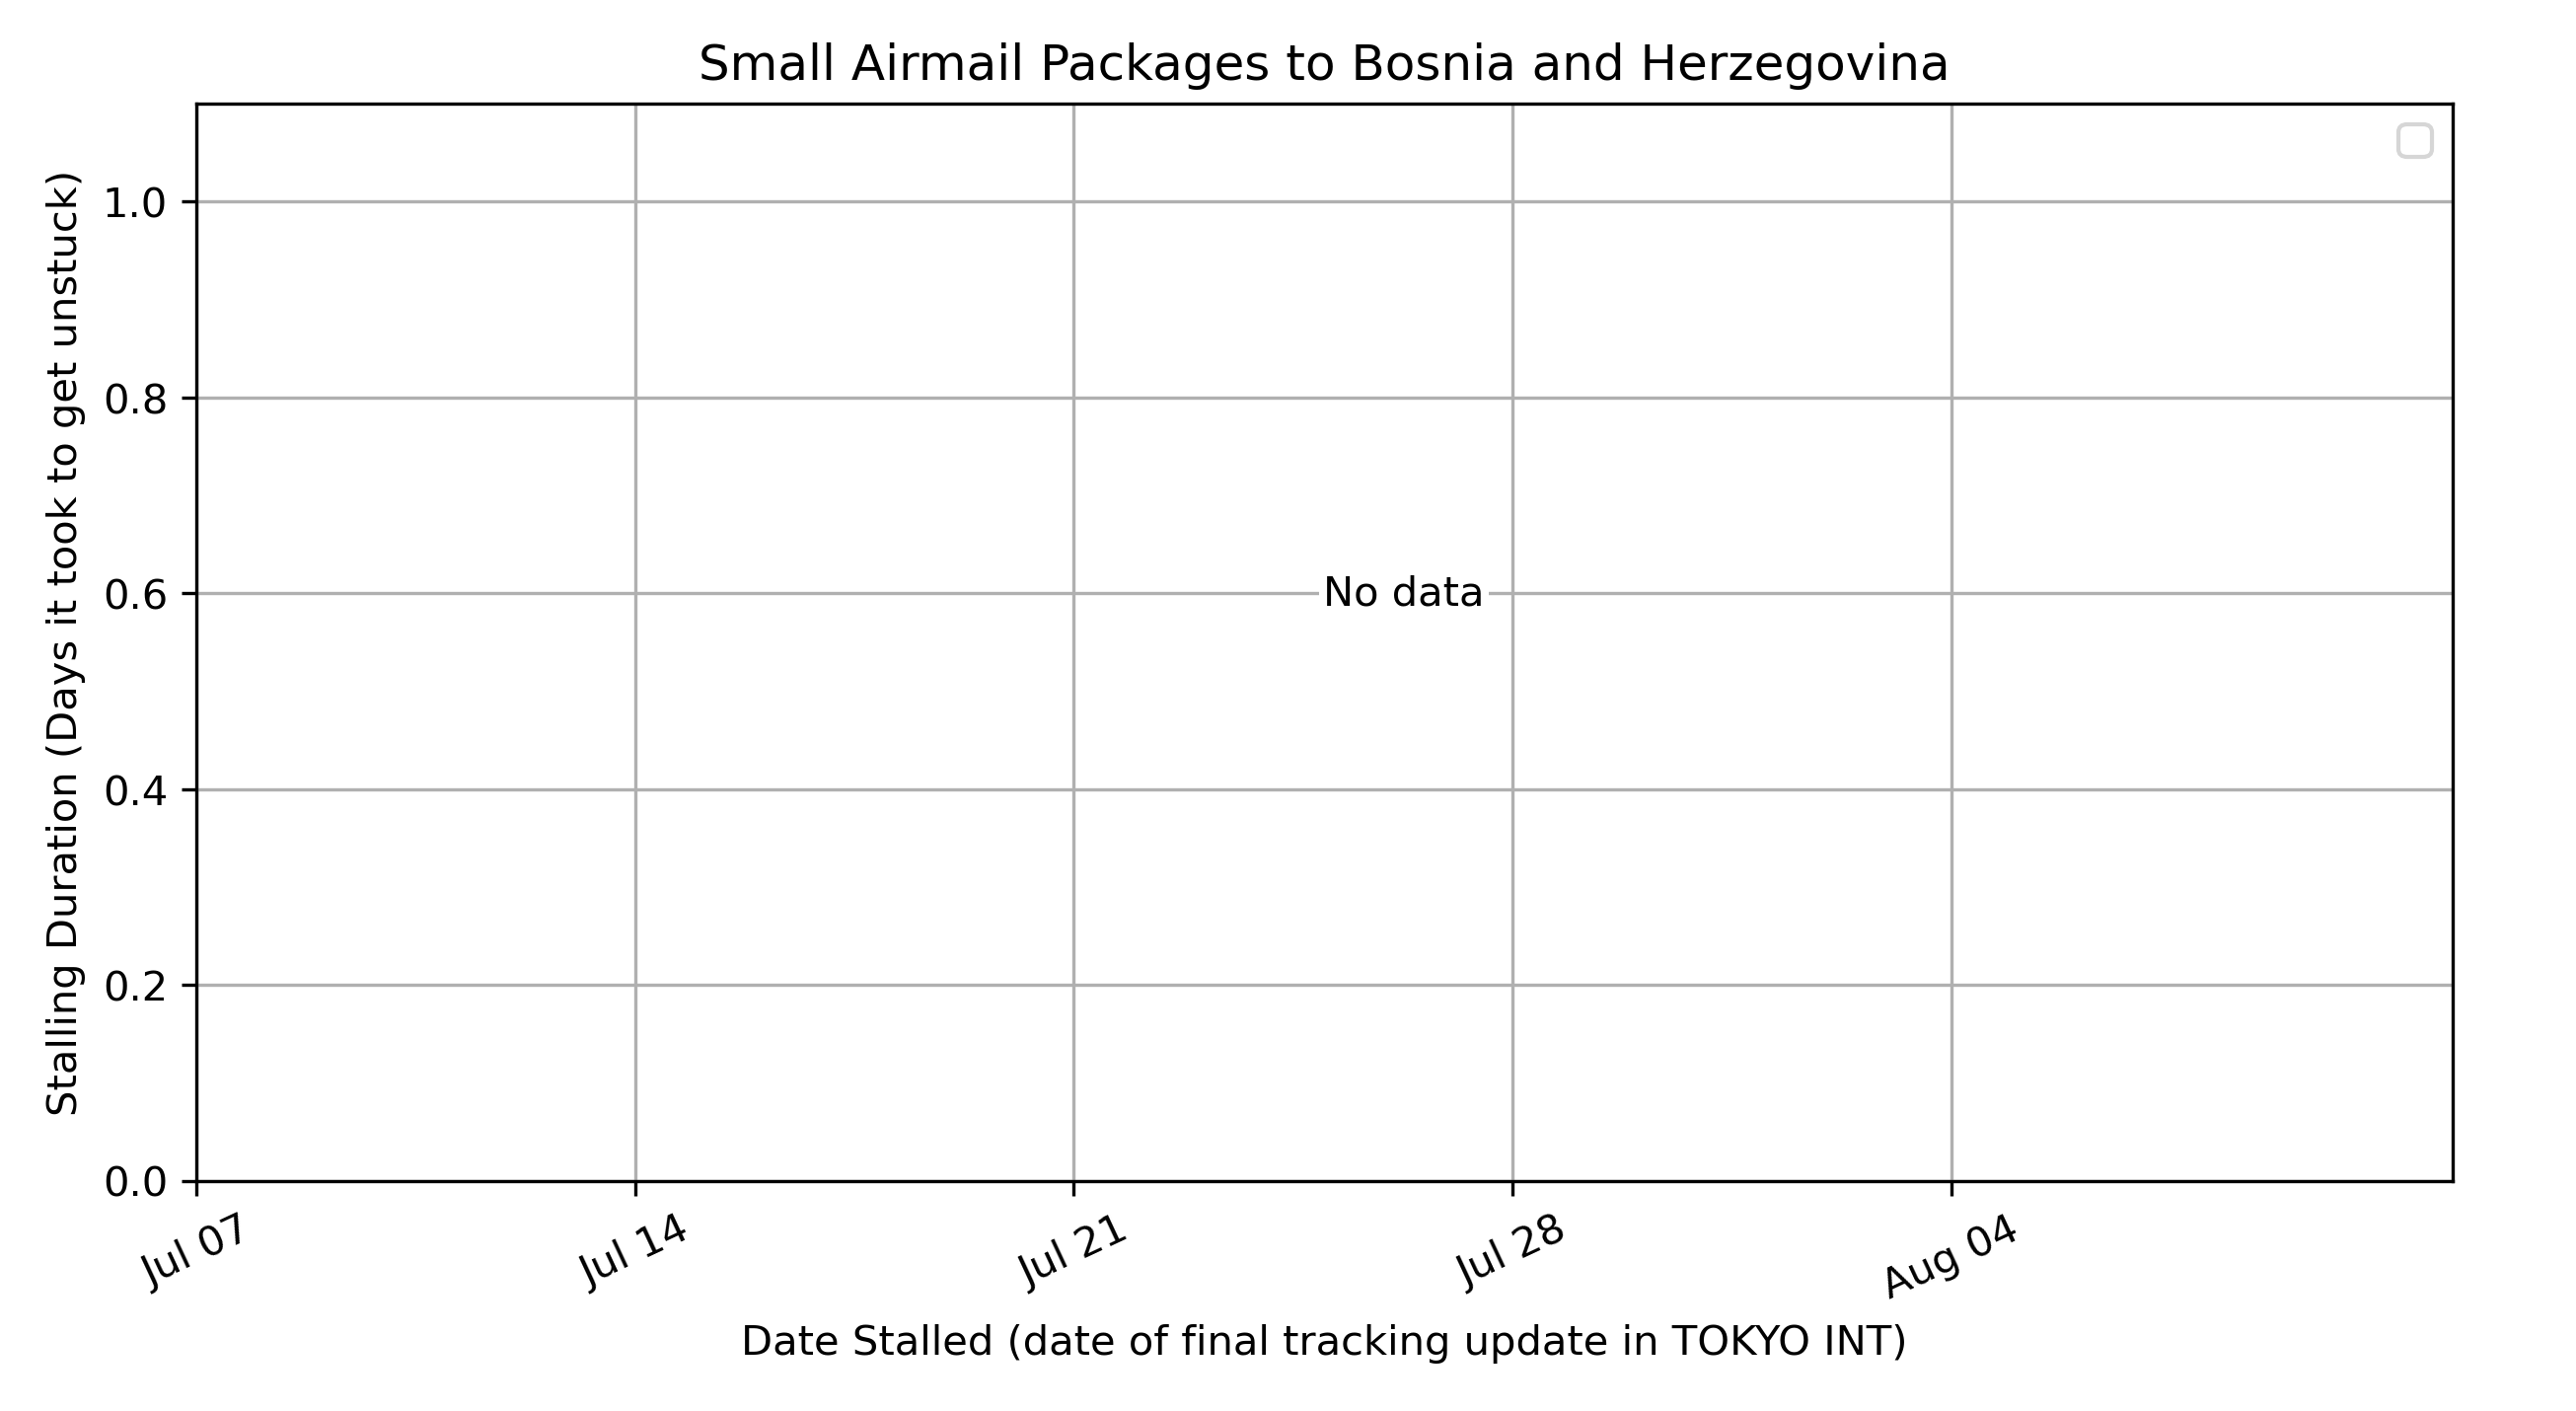 Small Airmail Packages to Bosnia and Herzegovina
Stalling Duration (Days it took to get unstuck)
1.0
0.8
0.6
0.4
0.2
0.0
No data
Jul 07
Jul 14
Jul 21
Jul 28
Aug 04
Date Stalled (date of final tracking update in TOKYO INT)